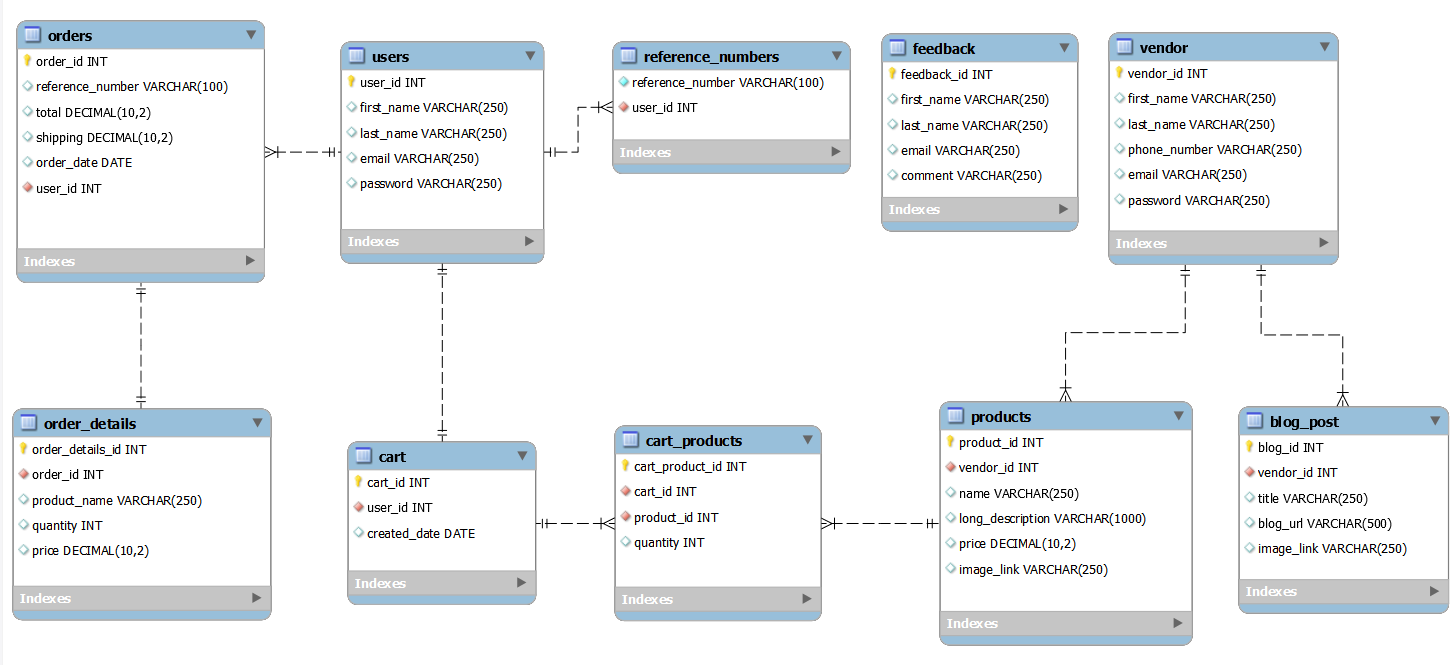 orders
order_id INT
reference_number VARCHAR(100)
total DECIMAL(10,2)
shipping DECIMAL(10,2)
order_date DATE
user_id INT
Indexes
users
user_id INT
first_name VARCHAR(250)
last_name VARCHAR(250)
email VARCHAR(250)
password VARCHAR(250)
Indexes
reference_numbers
reference_number VARCHAR(100)
user_id INT
Indexes
feedback
feedback_id INT
first_name VARCHAR(250)
last_name VARCHAR(250)
email VARCHAR(250)
comment VARCHAR(250)
Indexes
vendor
vendor_id INT
first_name VARCHAR(250)
last_name VARCHAR(250)
phone_number VARCHAR(250)
email VARCHAR(250)
password VARCHAR(250)
Indexes
order_details
order_details_id INT
order_id INT
product_name VARCHAR(250)
quantity INT
price DECIMAL(10,2)
Indexes
cart
cart_id INT
user_id INT
created_date DATE
Indexes
cart_products
cart_product_id INT
cart_id INT
product_id INT
quantity INT
Indexes
products
product_id INT
vendor_id INT
name VARCHAR(250)
long_description VARCHAR(1000)
price DECIMAL(10,2)
image_link VARCHAR(250)
Indexes
blog_post
blog_id INT
vendor_id INT
title VARCHAR(250)
blog_url VARCHAR(500)
image_link VARCHAR(250)
Indexes